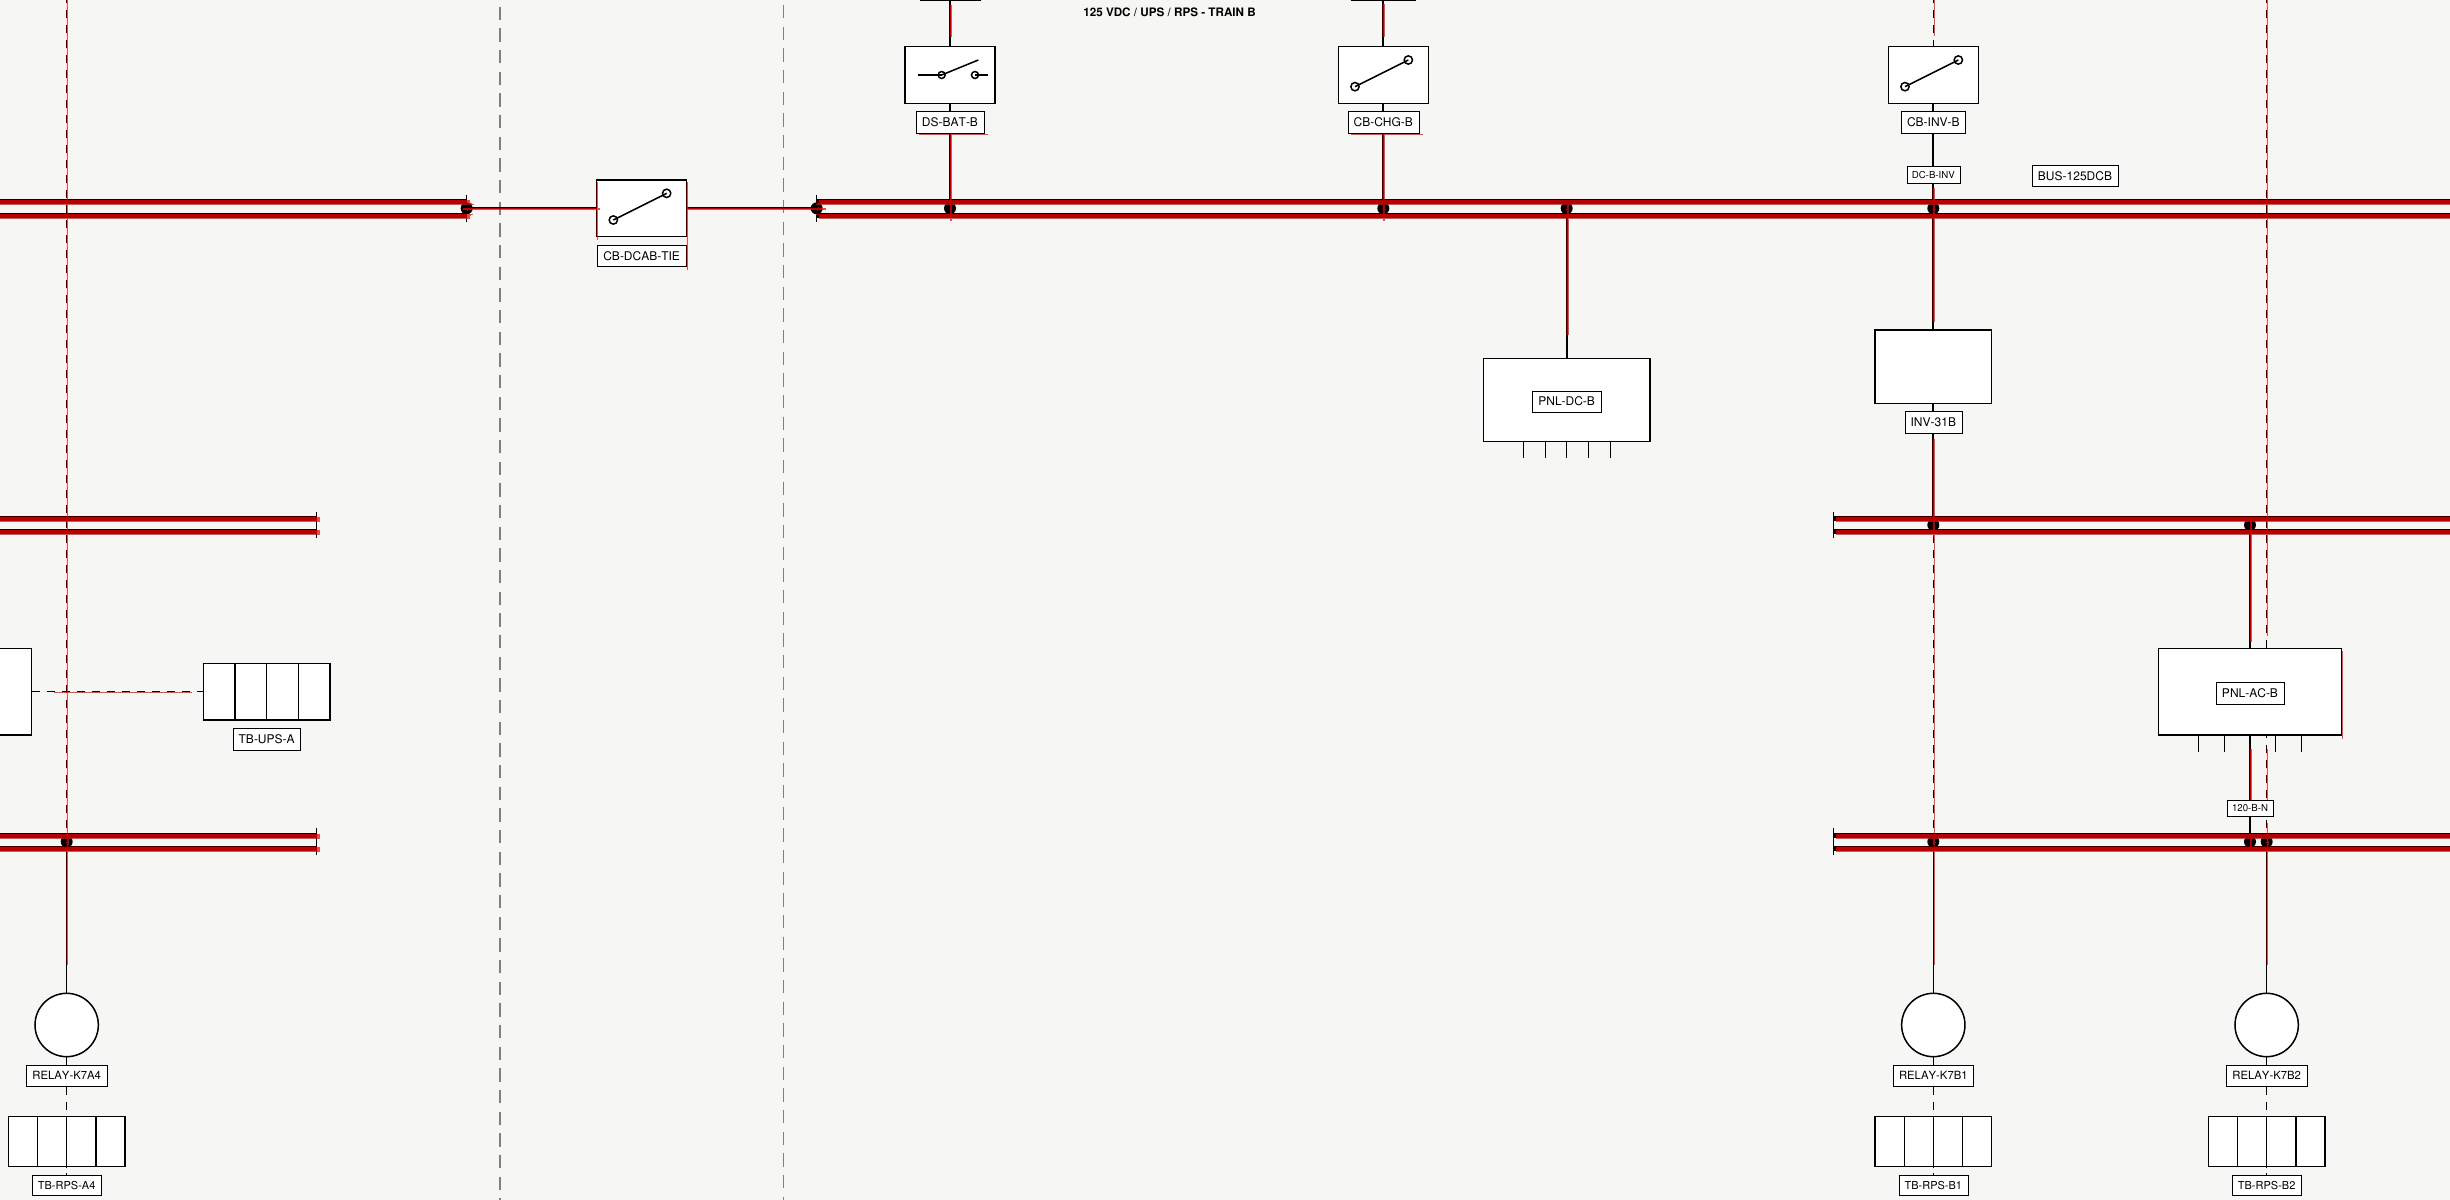 125 VDC / UPS / RPS - TRAIN B
DS-BAT-B
CB-CHG-B
CB-INV-B
DC-B-INV
BUS-125DCB
CB-DCAB-TIE
PNL-DC-B
INV-31B
PNL-AC-B
TB-UPS-A
120-B-N
RELAY-K7A4
RELAY-K7B1
RELAY-K7B2
TB-RPS-A4
TB-RPS-B1
TB-RPS-B2